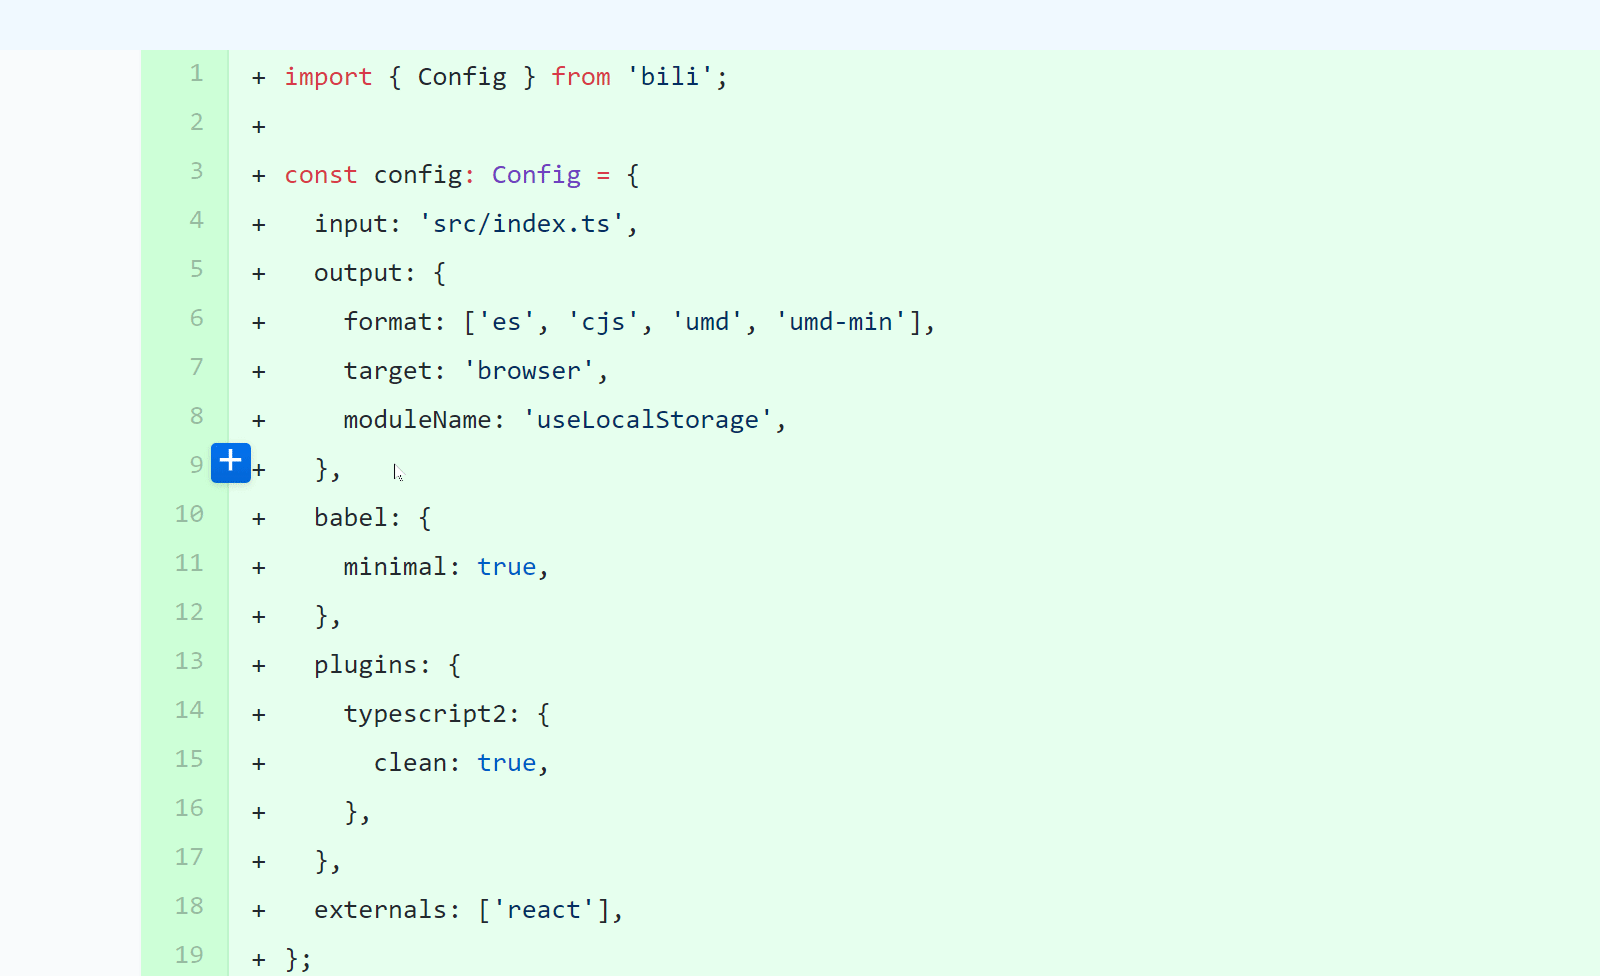 1 + import { Config } from 'bili';
2 +
3 + const config: Config = {
4 +   input: 'src/index.ts',
5 +   output: {
6 +     format: ['es', 'cjs', 'umd', 'umd-min'],
7 +     target: 'browser',
8 +     moduleName: 'useLocalStorage',
9 + +   },
10 +   babel: {
11 +     minimal: true,
12 +   },
13 +   plugins: {
14 +     typescript2: {
15 +       clean: true,
16 +     },
17 +   },
18 +   externals: ['react'],
19 + };